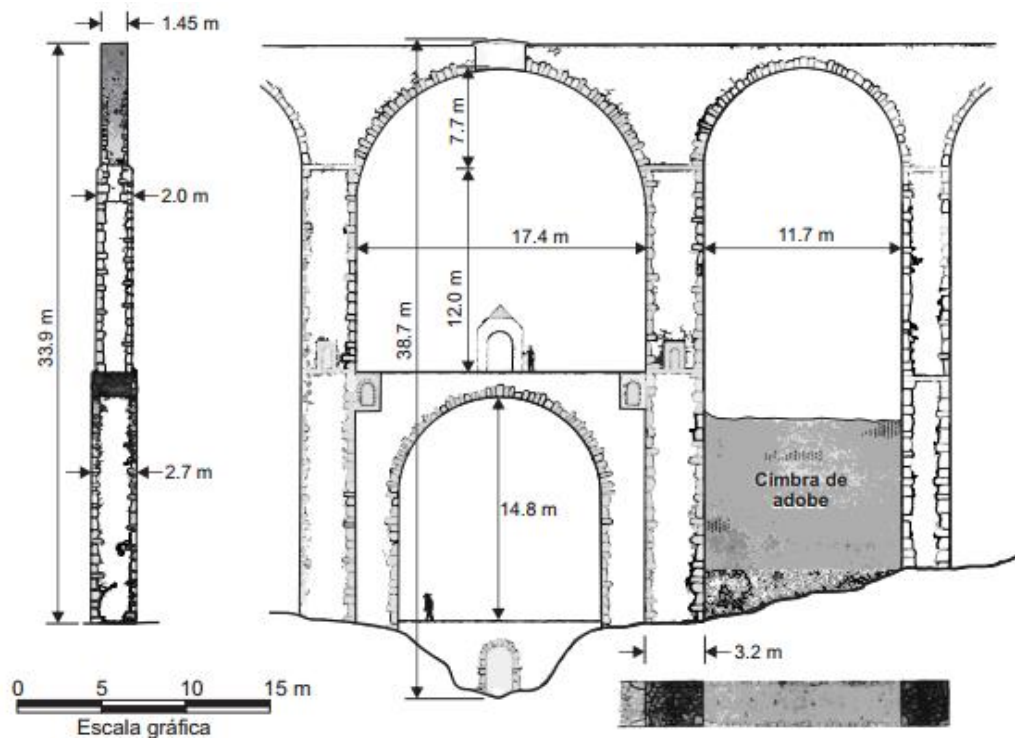 1.45 m
2.0 m
33.9 m
2.7 m
7.7 m
17.4 m
11.7 m
12.0 m
38.7 m
Cimbra de
adobe
14.8 m
3.2 m
0 5 10 15 m
Escala gráfica